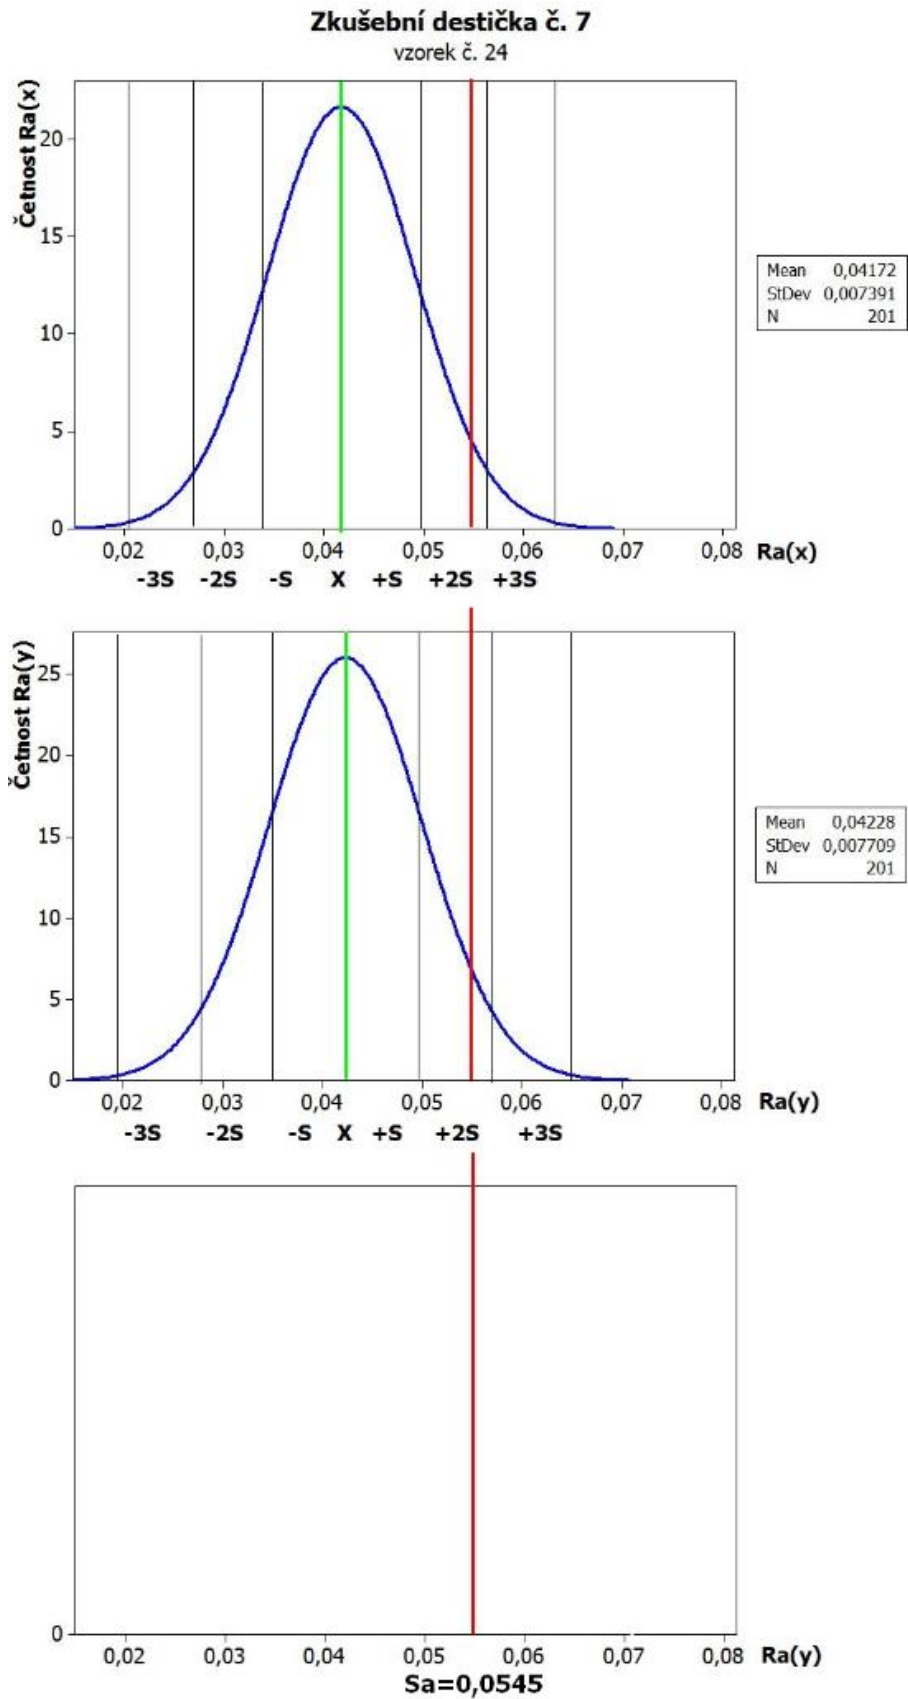 Zkušební destička č. 7
vzorek č. 24
Četnost Ra(x)
20
15
10
5
0
0,02 0,03 0,04 0,05 0,06 0,07 0,08 Ra(x)
-3S -2S -S X +S +2S +3S
Mean 0,04172
StDev 0,007391
N 201
Četnost Ra(y)
25
20
15
10
5
0
0,02 0,03 0,04 0,05 0,06 0,07 0,08 Ra(y)
-3S -2S -S X +S +2S +3S
Mean 0,04228
StDev 0,007709
N 201
0
0,02 0,03 0,04 0,05 0,06 0,07 0,08 Ra(y)
Sa=0,0545